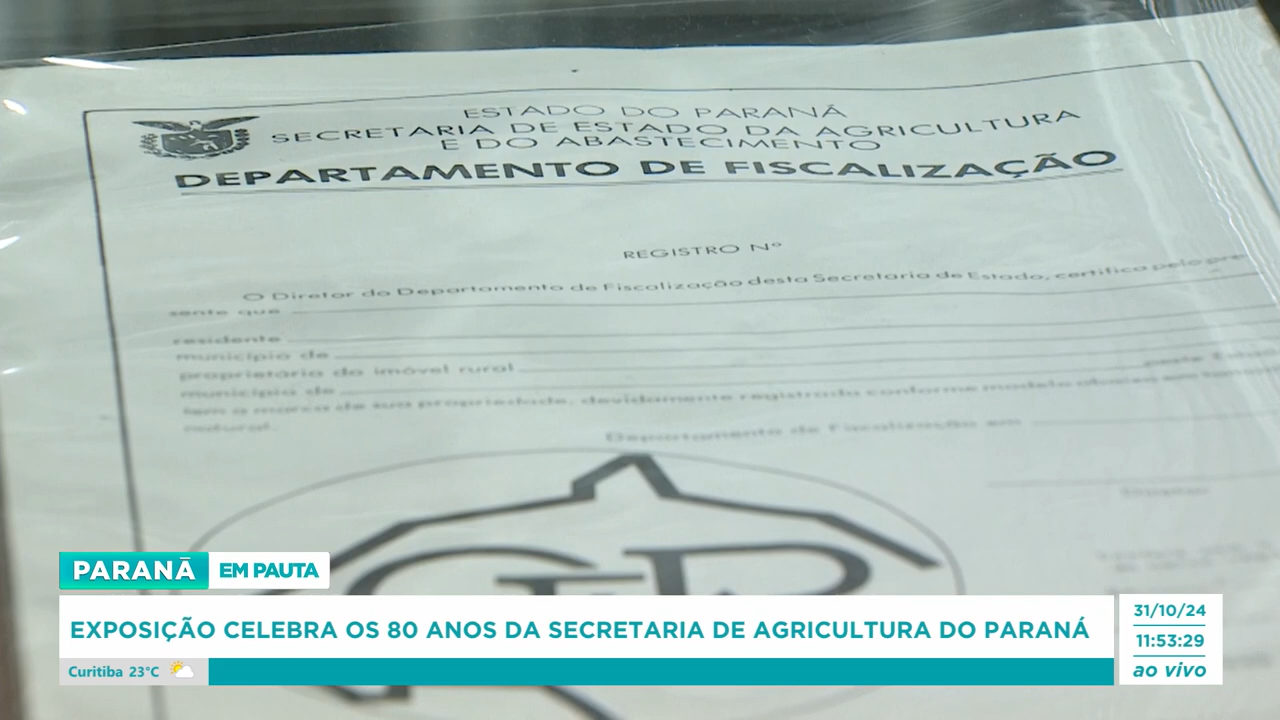 ESTADO DO PARANÁ
SECRETARIA DE ESTADO DA AGRICULTURA
E DO ABASTECIMENTO
DEPARTAMENTO DE FISCALIZAÇÃO
REGISTRO Nº
O Diretor do Departamento de Fiscalização desta Secretaria de Estado, certifica pelo pre
sente que
residente
município de
proprietário do imóvel rural
município de
tem a marca de sua propriedade, devidamente registrada conforme modelo
natural.
Departamento de Fiscalização em
PARANÁ EM PAUTA
EXPOSIÇÃO CELEBRA OS 80 ANOS DA SECRETARIA DE AGRICULTURA DO PARANÁ
Curitiba 23°C
31/10/24
11:53:29
ao vivo